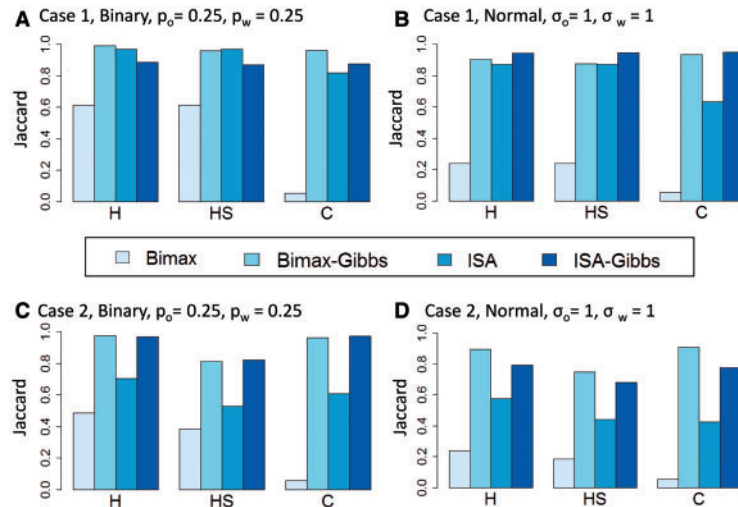 A Case 1, Binary, pₒ= 0.25, p_w = 0.25
Jaccard
0.0 0.2 0.4 0.6 0.8 1.0
H HS C
B Case 1, Normal, σₒ= 1, σ_w = 1
Jaccard
0.0 0.2 0.4 0.6 0.8 1.0
H HS C
Bimax Bimax-Gibbs ISA ISA-Gibbs
C Case 2, Binary, pₒ= 0.25, p_w = 0.25
Jaccard
0.0 0.2 0.4 0.6 0.8 1.0
H HS C
D Case 2, Normal, σₒ= 1, σ_w = 1
Jaccard
0.0 0.2 0.4 0.6 0.8 1.0
H HS C